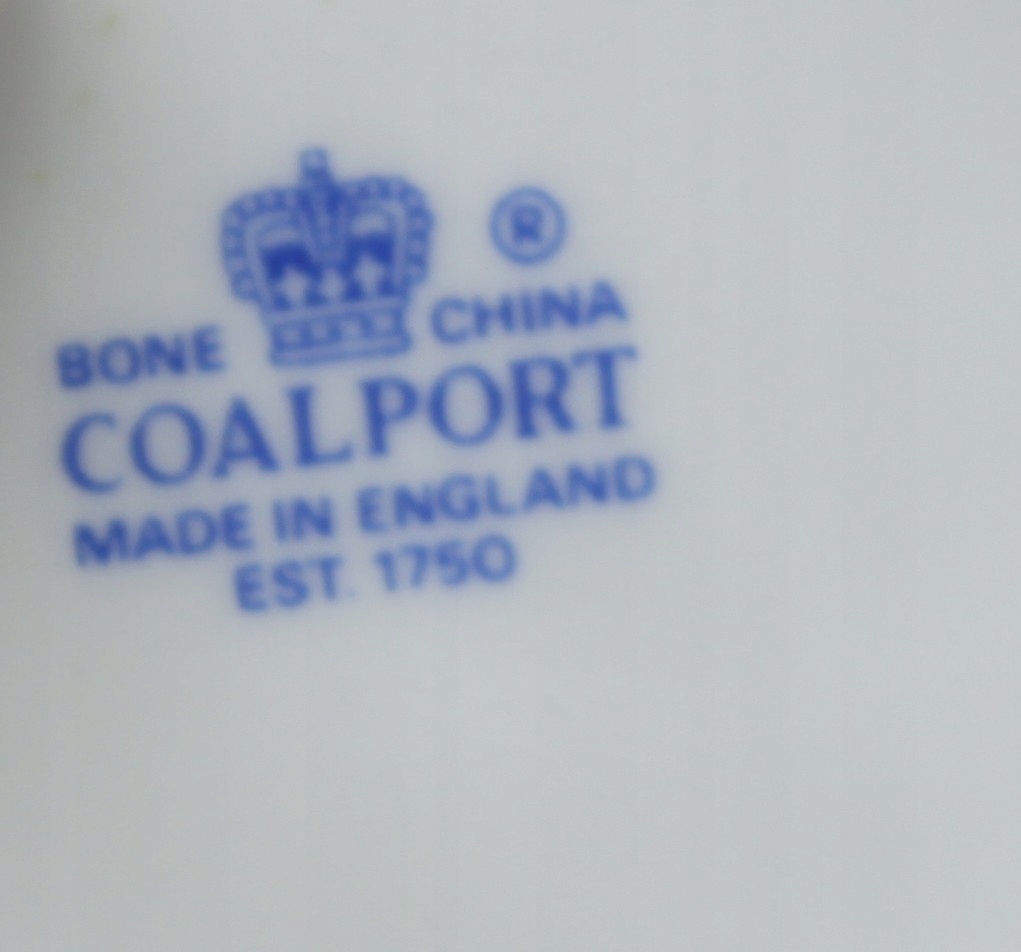 ®
BONE CHINA
COALPORT
MADE IN ENGLAND
EST. 1750